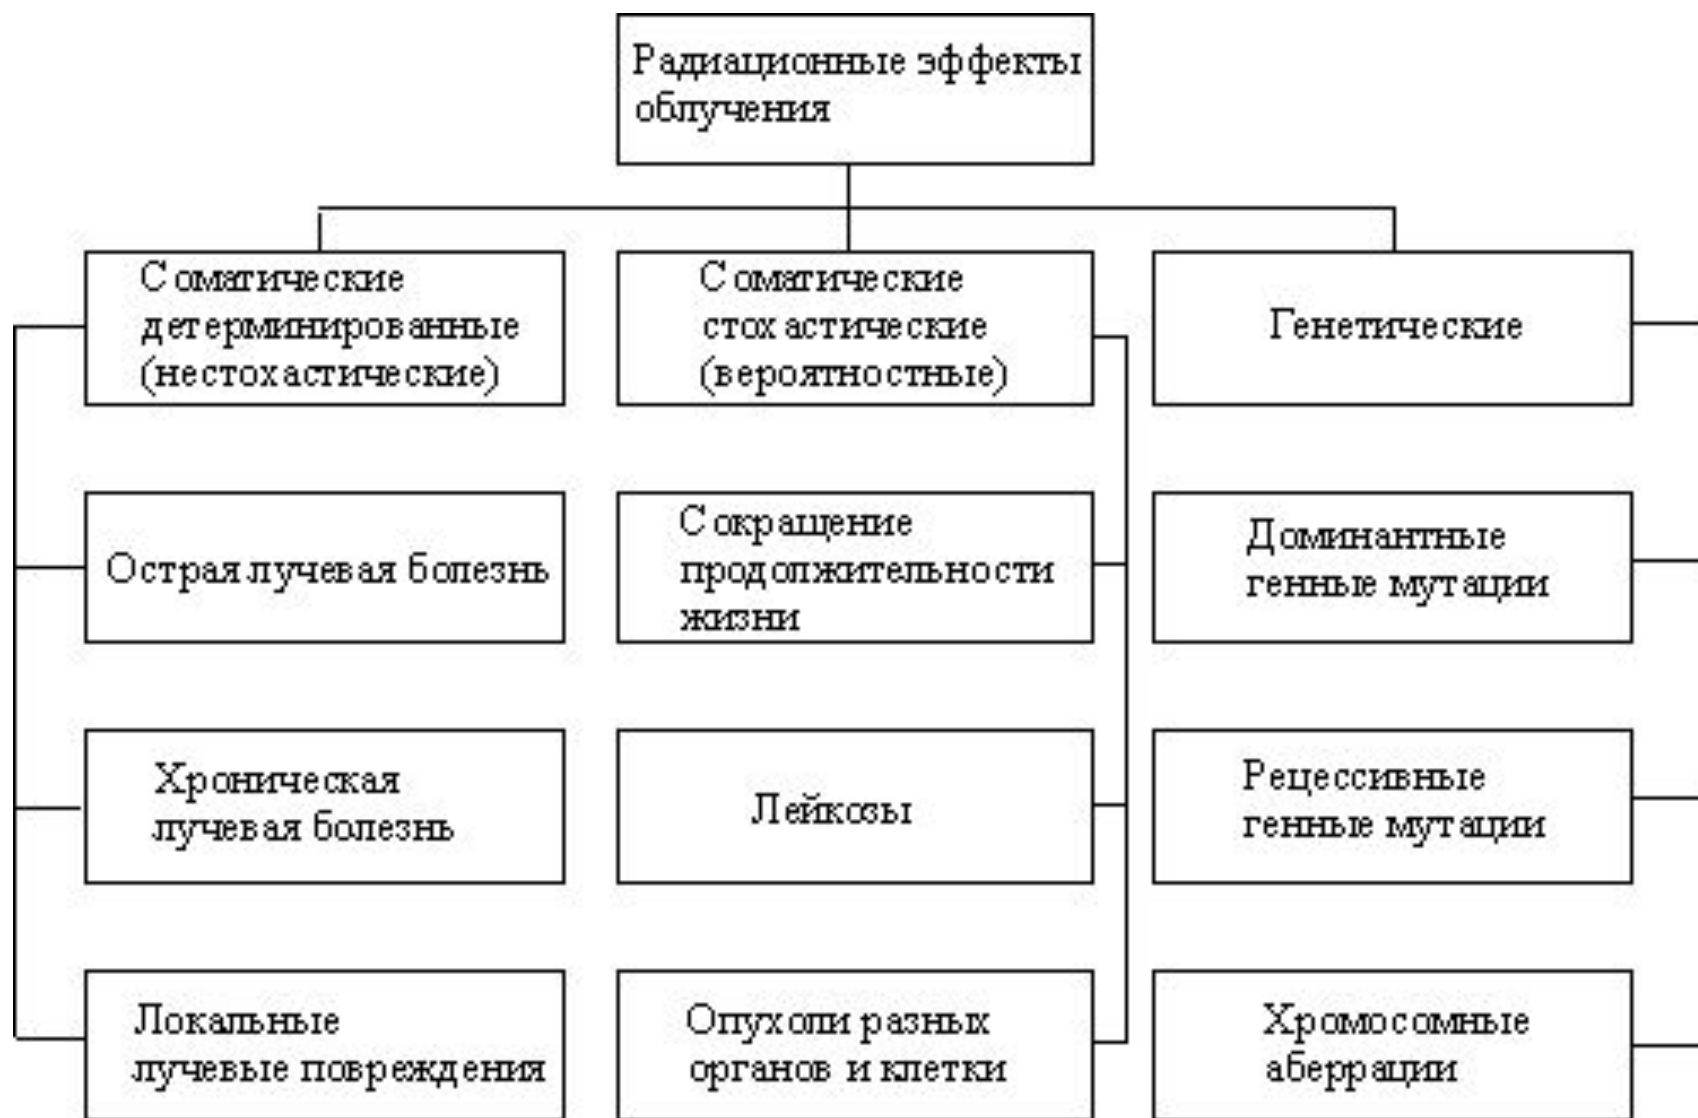 Радиационные эффекты
облучения
Соматические
детерминированные
(нестохастические)
Соматические
стохастические
(вероятностные)
Генетические
Острая лучевая болезнь
Сокращение
продолжительности
жизни
Доминантные
генные мутации
Хроническая
лучевая болезнь
Лейкозы
Рецессивные
генные мутации
Локальные
лучевые повреждения
Опухоли разных
органов и клетки
Хромосомные
аберрации